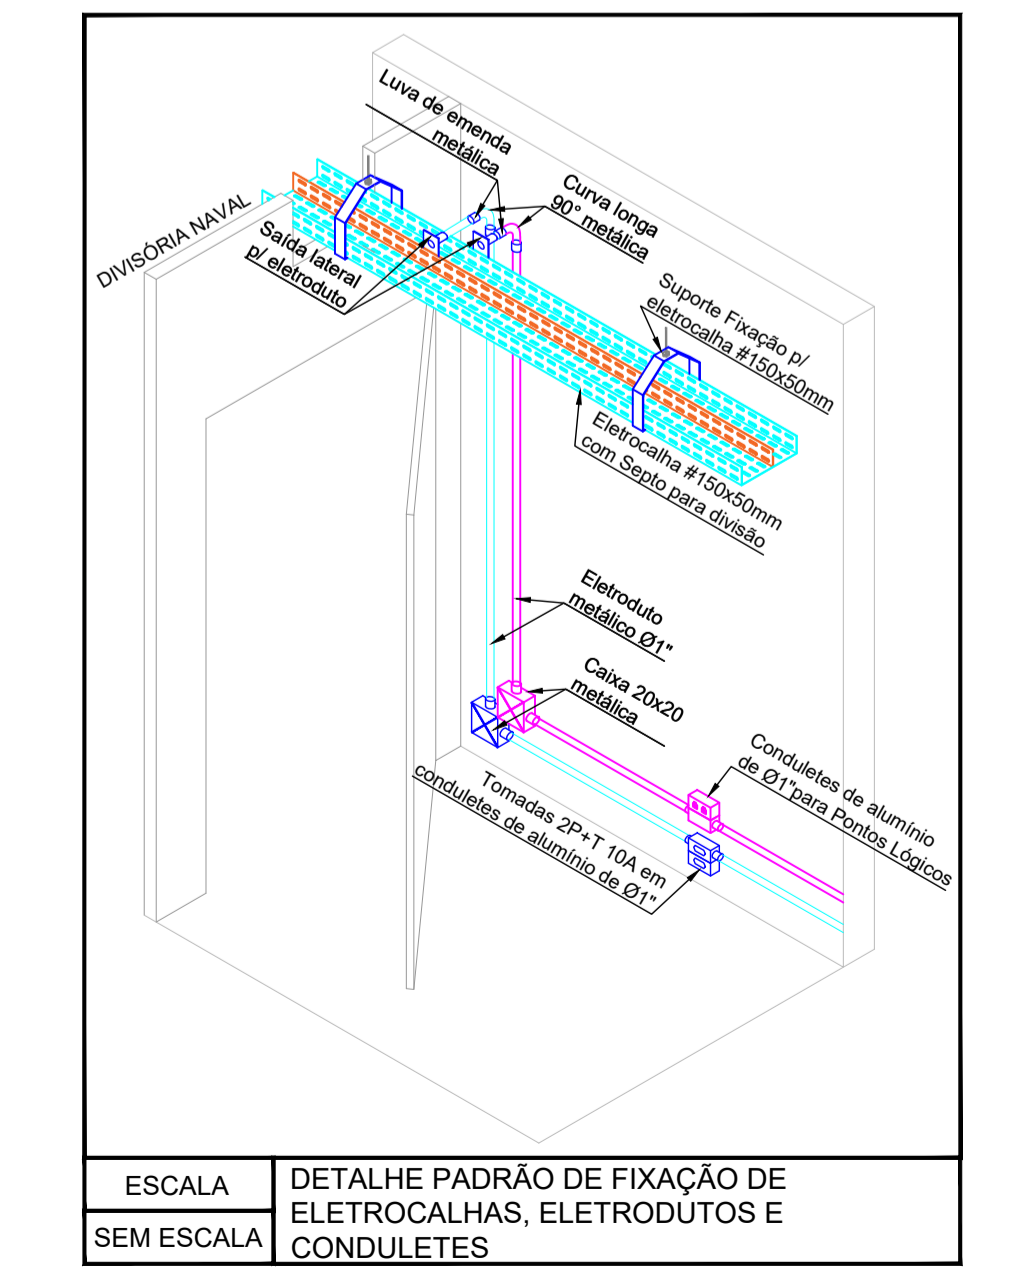 Luva de emenda
metálica
Curva longa
90° metálica
DIVISÓRIA NAVAL
Saída lateral
p/ eletroduto
Suporte Fixação p/
eletrocalha #150x50mm
Eletrocalha #150x50mm
com Septo para divisão
Eletroduto
metálico Ø1"
Caixa 20x20
metálica
Conduletes de alumínio
de Ø1"para Pontos Lógicos
Tomadas 2P+T 10A em
conduletes de alumínio de Ø1"
ESCALA
SEM ESCALA
DETALHE PADRÃO DE FIXAÇÃO DE
ELETROCALHAS, ELETRODUTOS E
CONDULETES